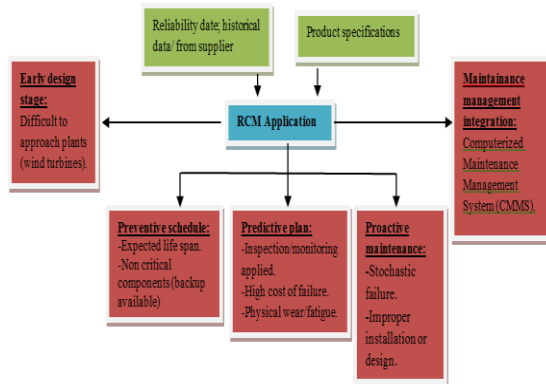 Reliability date; historical
data/ from supplier
Product specifications
Early design
stage:
Difficult to
approach plants
(wind turbines).
RCM Application
Maintainance
management
integration:
Computerized
Maintenance
Management
System (CMMS).
Preventive schedule:
-Expected life span.
-Non critical
components (backup
available)
Predictive plan:
-Inspection/monitoring
applied.
-High cost of failure.
-Physical wear/fatigue.
Proactive
maintenance:
-Stochastic
failure.
-Improper
installation or
design.